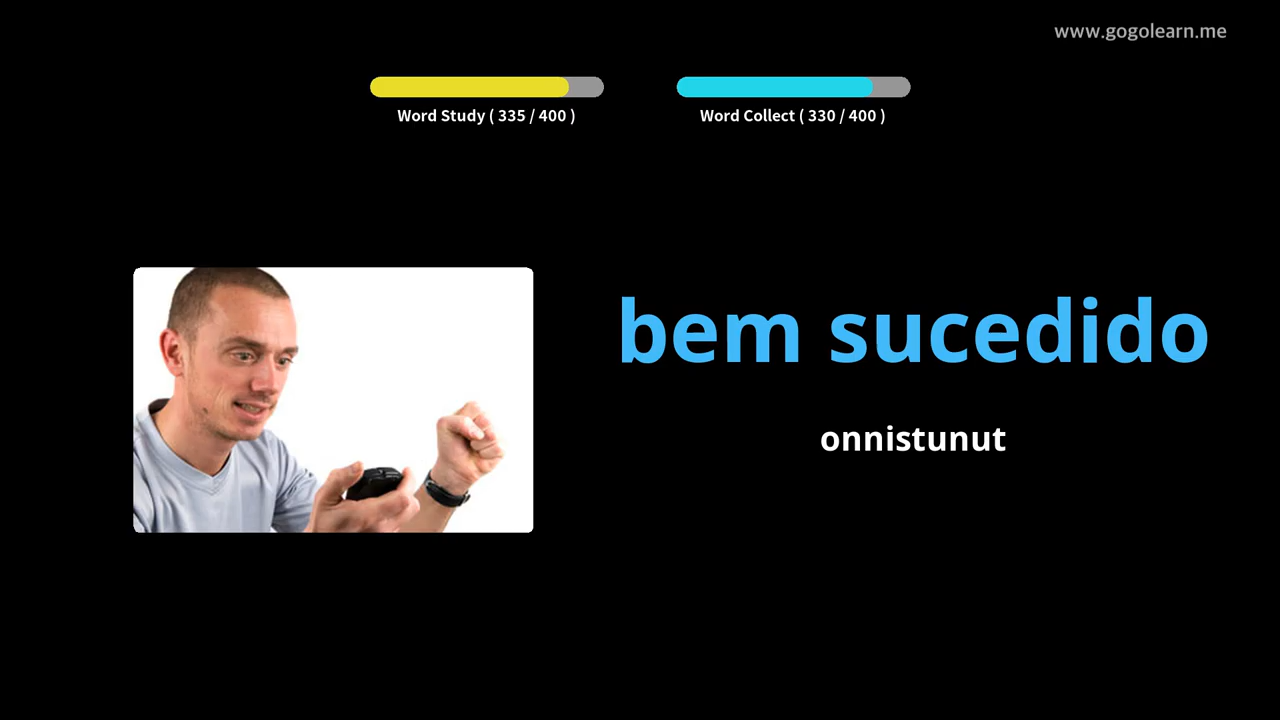 www.gogolearn.me
Word Study ( 335 / 400 )
Word Collect ( 330 / 400 )
bem sucedido
onnistunut